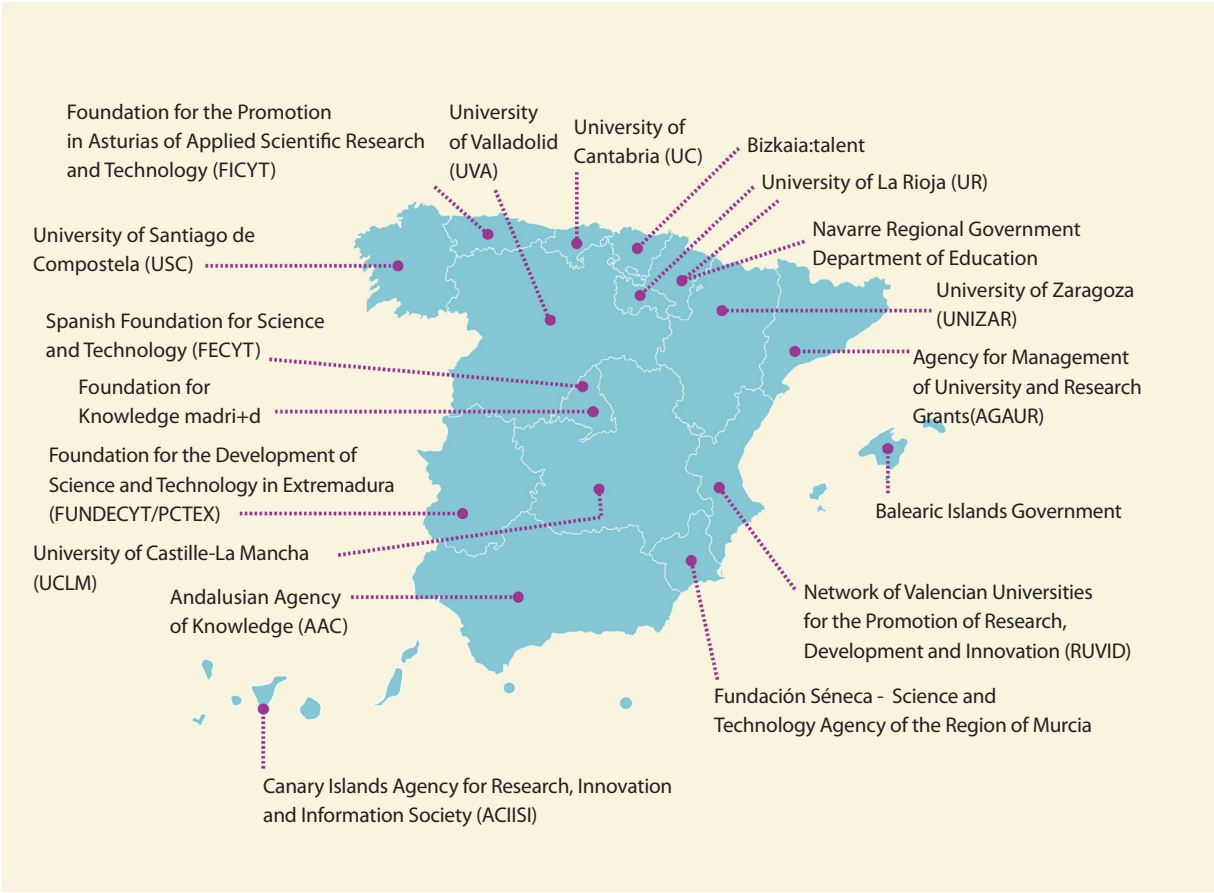 Foundation for the Promotion
in Asturias of Applied Scientific Research
and Technology (FICYT)
University
of Valladolid
(UVA)
University of
Cantabria (UC)
Bizkaia:talent
University of La Rioja (UR)
Navarre Regional Government
Department of Education
University of Santiago de
Compostela (USC)
University of Zaragoza
(UNIZAR)
Spanish Foundation for Science
and Technology (FECYT)
Agency for Management
of University and Research
Grants(AGAUR)
Foundation for
Knowledge madri+d
Foundation for the Development of
Science and Technology in Extremadura
(FUNDECYT/PCTEX)
Balearic Islands Government
University of Castille-La Mancha
(UCLM)
Andalusian Agency
of Knowledge (AAC)
Network of Valencian Universities
for the Promotion of Research,
Development and Innovation (RUVID)
Fundación Séneca - Science and
Technology Agency of the Region of Murcia
Canary Islands Agency for Research, Innovation
and Information Society (ACIISI)